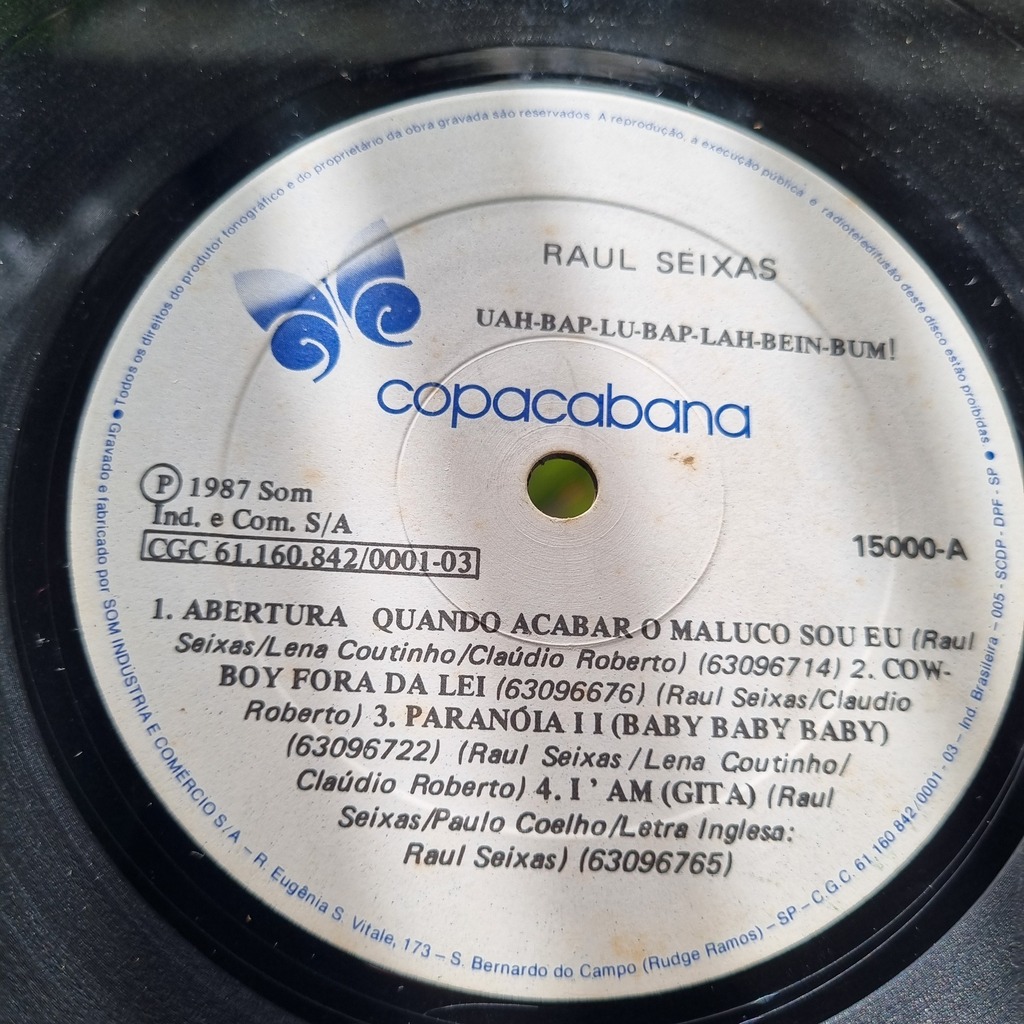 RAUL SEIXAS
UAH-BAP-LU-BAP-LAH-BEIN-BUM!
copacabana
P 1987 Som
Ind. e Com. S/A
CGC 61.160.842/0001-03
15000-A
1. ABERTURA QUANDO ACABAR O MALUCO SOU EU (Raul
Seixas/Lena Coutinho/Claúdio Roberto) (63096714) 2. COW-
BOY FORA DA LEI (63096676) (Raul Seixas/Claudio
Roberto) 3. PARANÓIA I I (BABY BABY BABY)
(63096722) (Raul Seixas/Lena Coutinho/
Claúdio Roberto) 4. I ' AM (GITA) (Raul
Seixas/Paulo Coelho/Letra Inglesa:
Raul Seixas) (63096765)
Todos os direitos do produtor fonográfico e do proprietário da obra gravada são reservados. A reprodução, a execução pública e radioteledifusão deste disco estão proibidas
Gravado e fabricado por SOM INDÚSTRIA E COMÉRCIO S/A – R. Eugênia S. Vitale, 173 – S. Bernardo do Campo (Rudge Ramos) – SP – C.G.C. 61.160.842/0001-03 – Ind. Brasileira – 005 - SCDP - DPF - SP